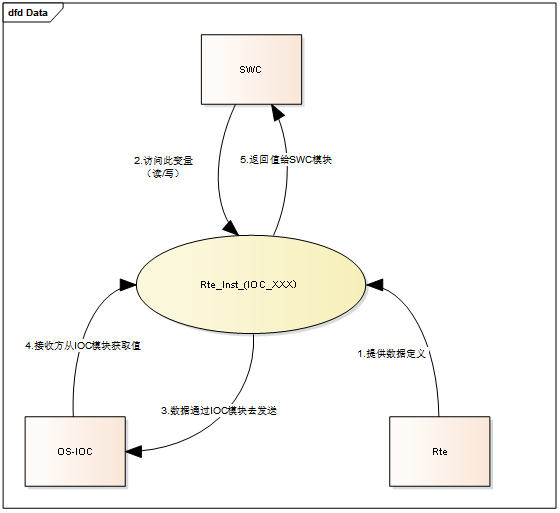 dfd Data
SWC
2.访问此变量
（读/写）
5.返回值给SWC模块
Rte_Inst_(IOC_XXX)
4.接收方从IOC模块获取值
1.提供数据定义
3.数据通过IOC模块去发送
OS-IOC
Rte